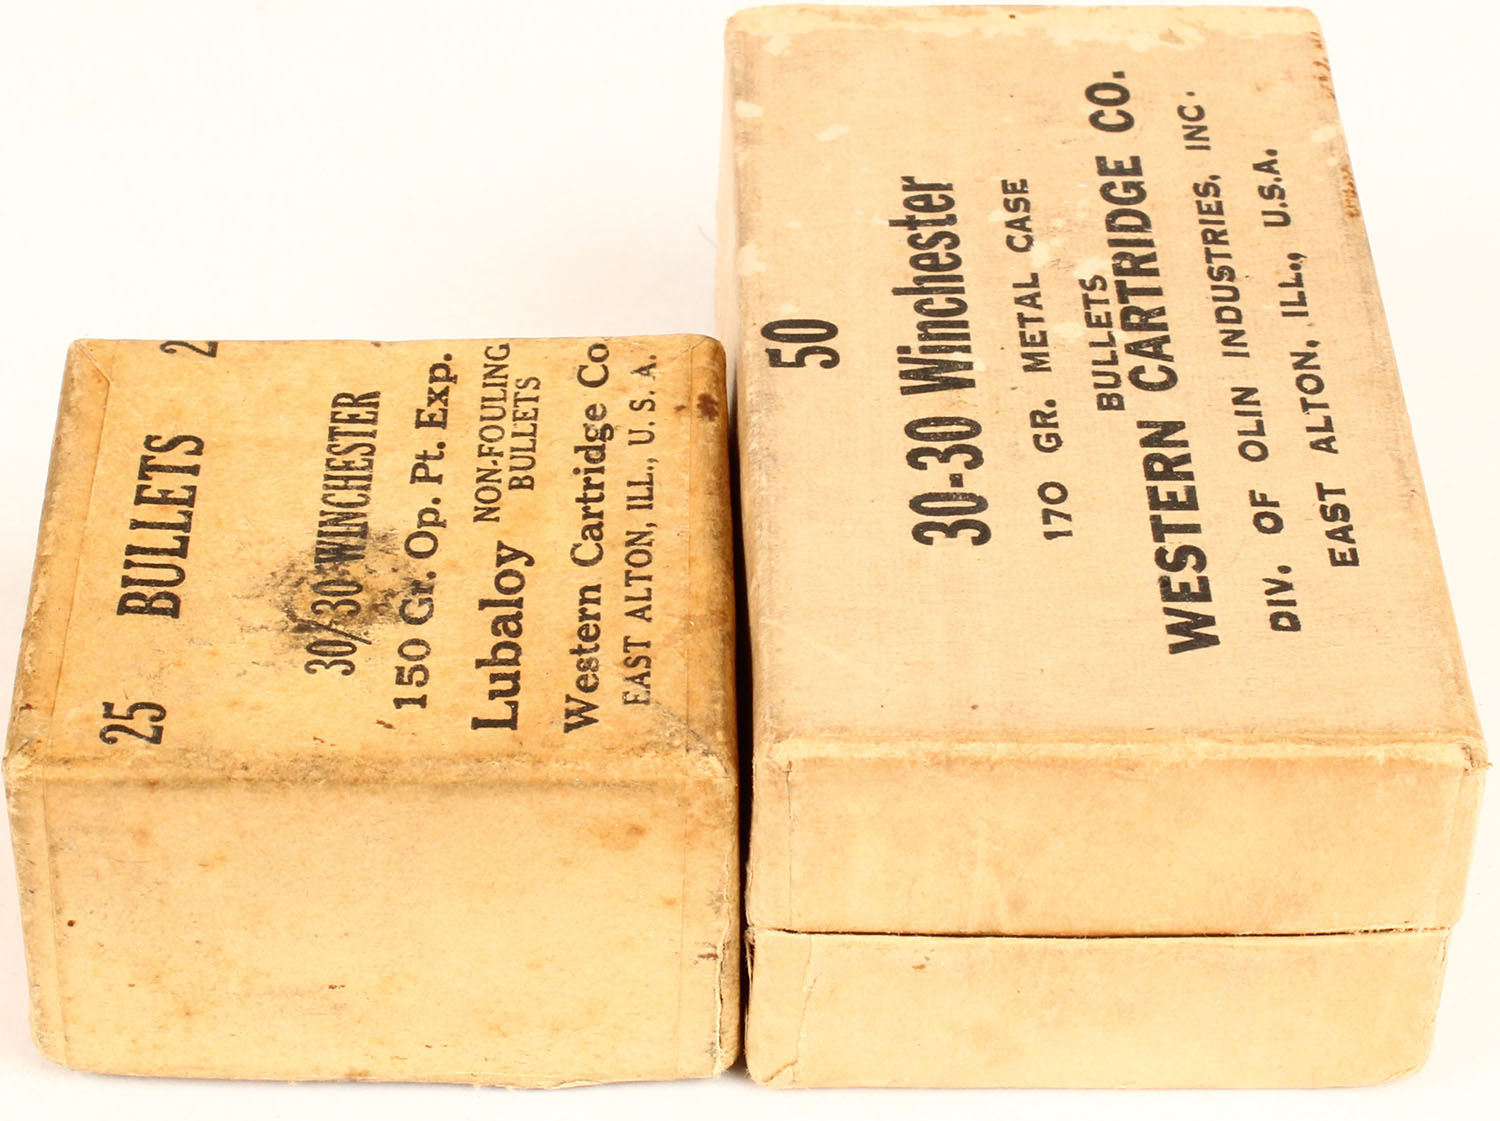 25 BULLETS 2
30/30 WINCHESTER
150 Gr. Op. Pt. Exp.
Lubaloy NON-FOULING
BULLETS
Western Cartridge Co
EAST ALTON, ILL., U. S. A.
50
30-30 Winchester
170 GR. METAL CASE
BULLETS
WESTERN CARTRIDGE CO.
DIV. OF OLIN INDUSTRIES, INC.
EAST ALTON, ILL., U.S.A.